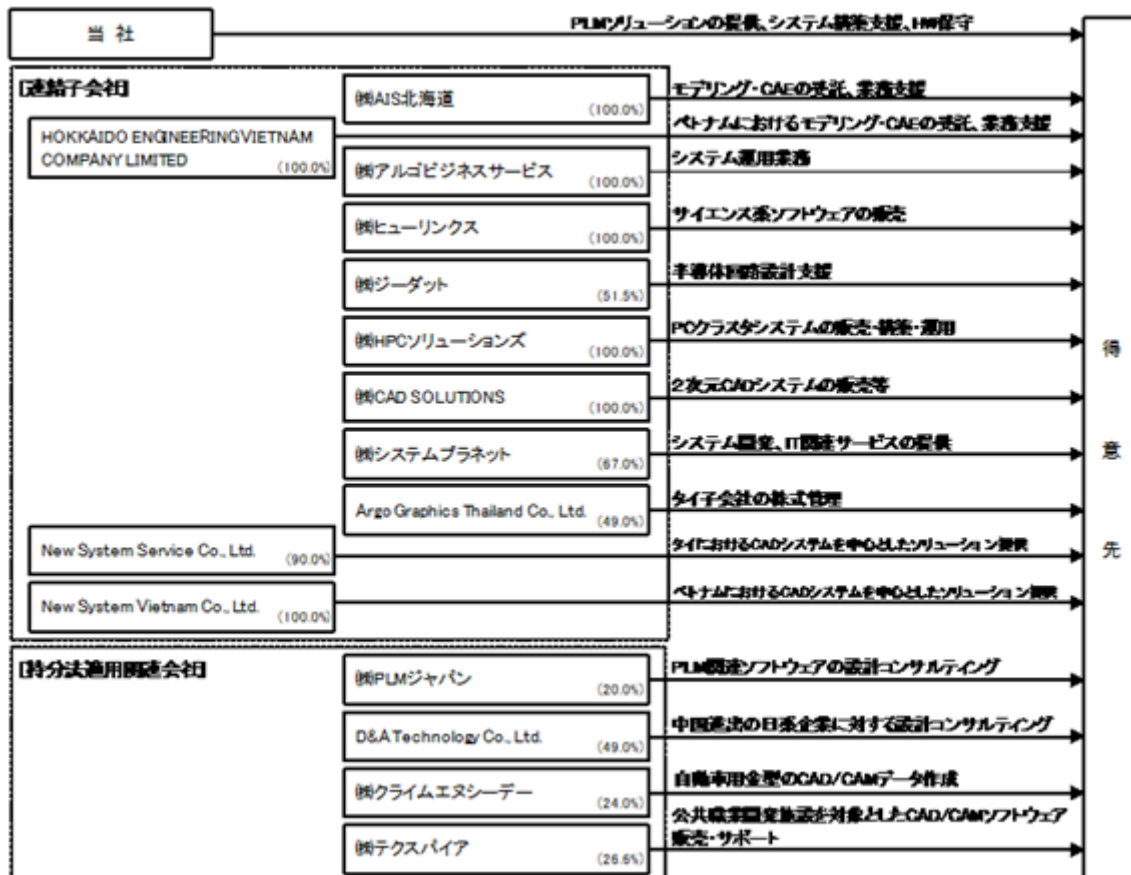 当 社
PLMソリューションの提供、システム構築支援、HW保守
[連結子会社]
㈱AIS北海道
(100.0%)
モデリング・CAEの受託、業務支援
HOKKAIDO ENGINEERING VIETNAM
COMPANY LIMITED
(100.0%)
ベトナムにおけるモデリング・CAEの受託、業務支援
㈱アルゴビジネスサービス
(100.0%)
システム運用業務
㈱ヒューリンクス
(100.0%)
サイエンス系ソフトウェアの販売
㈱ジーダット
(51.5%)
半導体回路設計支援
㈱HPCソリューションズ
(100.0%)
PCクラスタシステムの販売・構築・運用
㈱CAD SOLUTIONS
(100.0%)
2次元CADシステムの販売等
㈱システムプラネット
(67.0%)
システム開発、IT関連サービスの提供
Argo Graphics Thailand Co., Ltd.
(49.0%)
タイ子会社の株式管理
New System Service Co., Ltd.
(90.0%)
タイにおけるCADシステムを中心としたソリューション提供
New System Vietnam Co., Ltd.
(100.0%)
ベトナムにおけるCADシステムを中心としたソリューション提供
[持分法適用関連会社]
㈱PLMジャパン
(20.0%)
PLM関連ソフトウェアの設計コンサルティング
D&A Technology Co., Ltd.
(49.0%)
中国進出の日系企業に対する設計コンサルティング
㈱クライムエヌシーデー
(24.0%)
自動車用金型のCAD/CAMデータ作成
㈱テクスパイア
(26.6%)
公共職業開発施設を対象としたCAD/CAMソフトウェア
販売・サポート
得
意
先